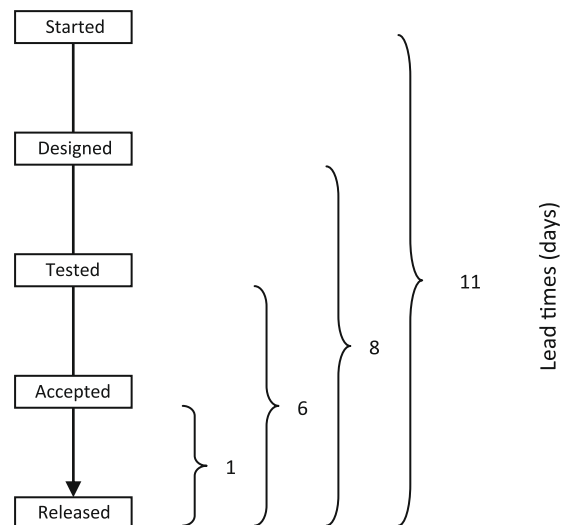 Started
Designed
Tested
Accepted
Released
1
6
8
11
Lead times (days)